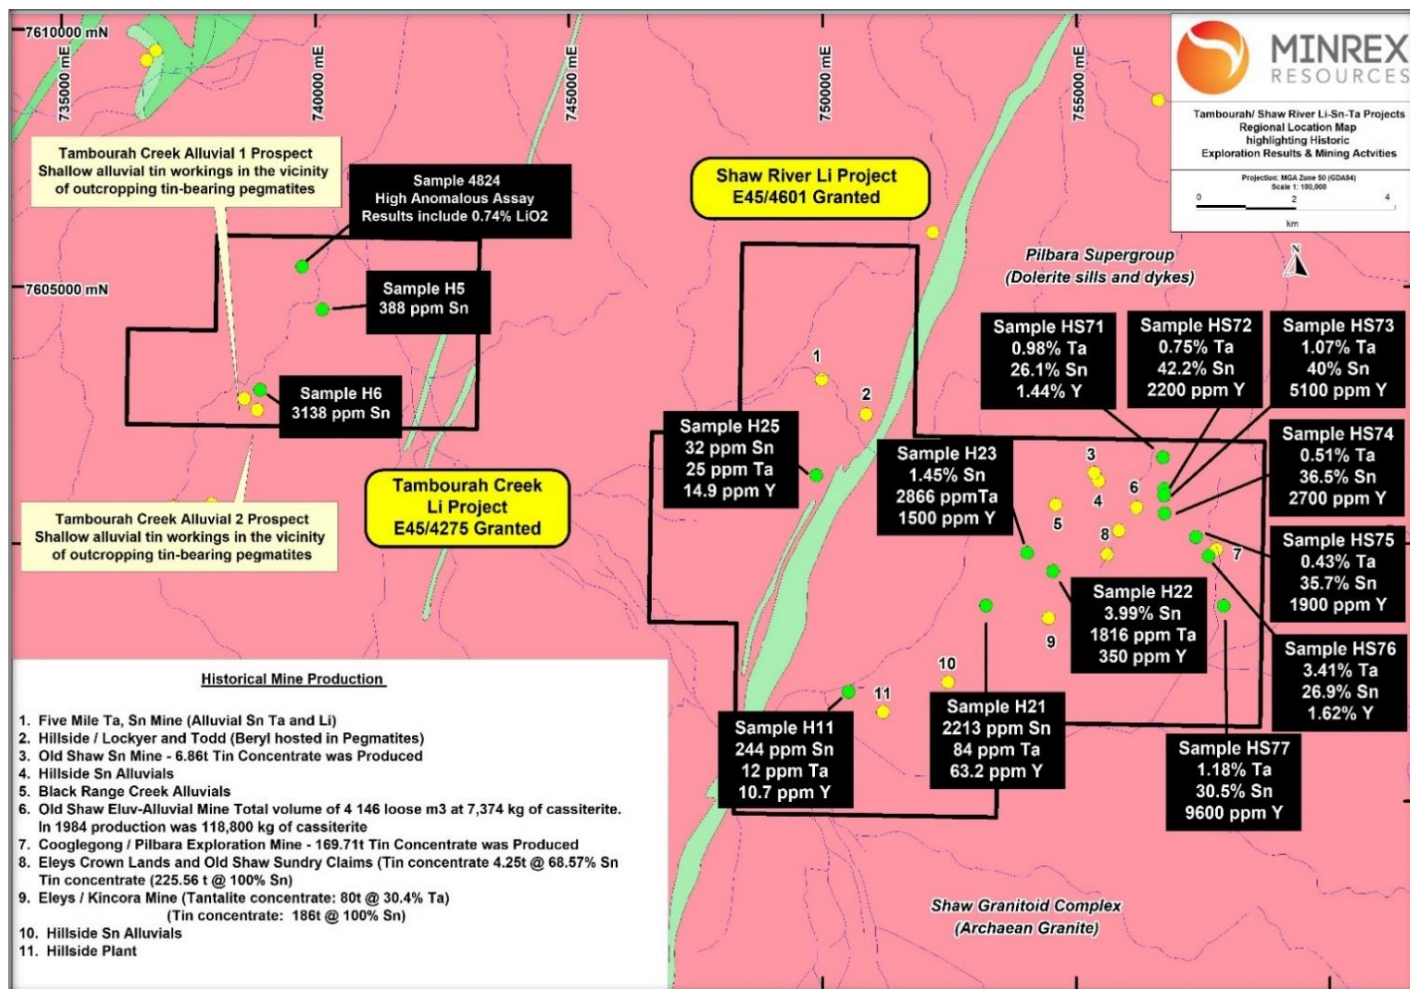 7610000 mN
735000 mE
740000 mE
7450000 mE
750000 mE
755000 mE
MINREX
RESOURCES
Tambourah/ Shaw River Li-Sn-Ta Projects
Regional Location Map
highlighting Historic
Exploration Results & Mining Actvities
Projection: MGA Zone 50 (GDA94)
Scale 1: 100,000
0 2 4
km
N
Tambourah Creek Alluvial 1 Prospect
Shallow alluvial tin workings in the vicinity
of outcropping tin-bearing pegmatites
Sample 4824
High Anomalous Assay
Results include 0.74% LiO2
Shaw River Li Project
E45/4601 Granted
Pilbara Supergroup
(Dolerite sills and dykes)
7605000 mN
Sample H5
388 ppm Sn
Sample H6
3138 ppm Sn
Tambourah Creek
Li Project
E45/4275 Granted
Tambourah Creek Alluvial 2 Prospect
Shallow alluvial tin workings in the vicinity
of outcropping tin-bearing pegmatites
Sample HS71
0.98% Ta
26.1% Sn
1.44% Y
Sample HS72
0.75% Ta
42.2% Sn
2200 ppm Y
Sample HS73
1.07% Ta
40% Sn
5100 ppm Y
Sample H25
32 ppm Sn
25 ppm Ta
14.9 ppm Y
Sample H23
1.45% Sn
2866 ppmTa
1500 ppm Y
Sample HS74
0.51% Ta
36.5% Sn
2700 ppm Y
Sample HS75
0.43% Ta
35.7% Sn
1900 ppm Y
Sample H22
3.99% Sn
1816 ppm Ta
350 ppm Y
Sample HS76
3.41% Ta
26.9% Sn
1.62% Y
Sample H11
244 ppm Sn
12 ppm Ta
10.7 ppm Y
Sample H21
2213 ppm Sn
84 ppm Ta
63.2 ppm Y
Sample HS77
1.18% Ta
30.5% Sn
9600 ppm Y
1
2
3
4
5
6
7
8
9
10
11
Shaw Granitoid Complex
(Archaean Granite)
Historical Mine Production
1. Five Mile Ta, Sn Mine (Alluvial Sn Ta and Li)
2. Hillside / Lockyer and Todd (Beryl hosted in Pegmatites)
3. Old Shaw Sn Mine - 6.86t Tin Concentrate was Produced
4. Hillside Sn Alluvials
5. Black Range Creek Alluvials
6. Old Shaw Eluv-Alluvial Mine Total volume of 4 146 loose m3 at 7,374 kg of cassiterite.
In 1984 production was 118,800 kg of cassiterite
7. Cooglegong / Pilbara Exploration Mine - 169.71t Tin Concentrate was Produced
8. Eleys Crown Lands and Old Shaw Sundry Claims (Tin concentrate 4.25t @ 68.57% Sn
Tin concentrate (225.56 t @ 100% Sn)
9. Eleys / Kincora Mine (Tantalite concentrate: 80t @ 30.4% Ta)
(Tin concentrate: 186t @ 100% Sn)
10. Hillside Sn Alluvials
11. Hillside Plant